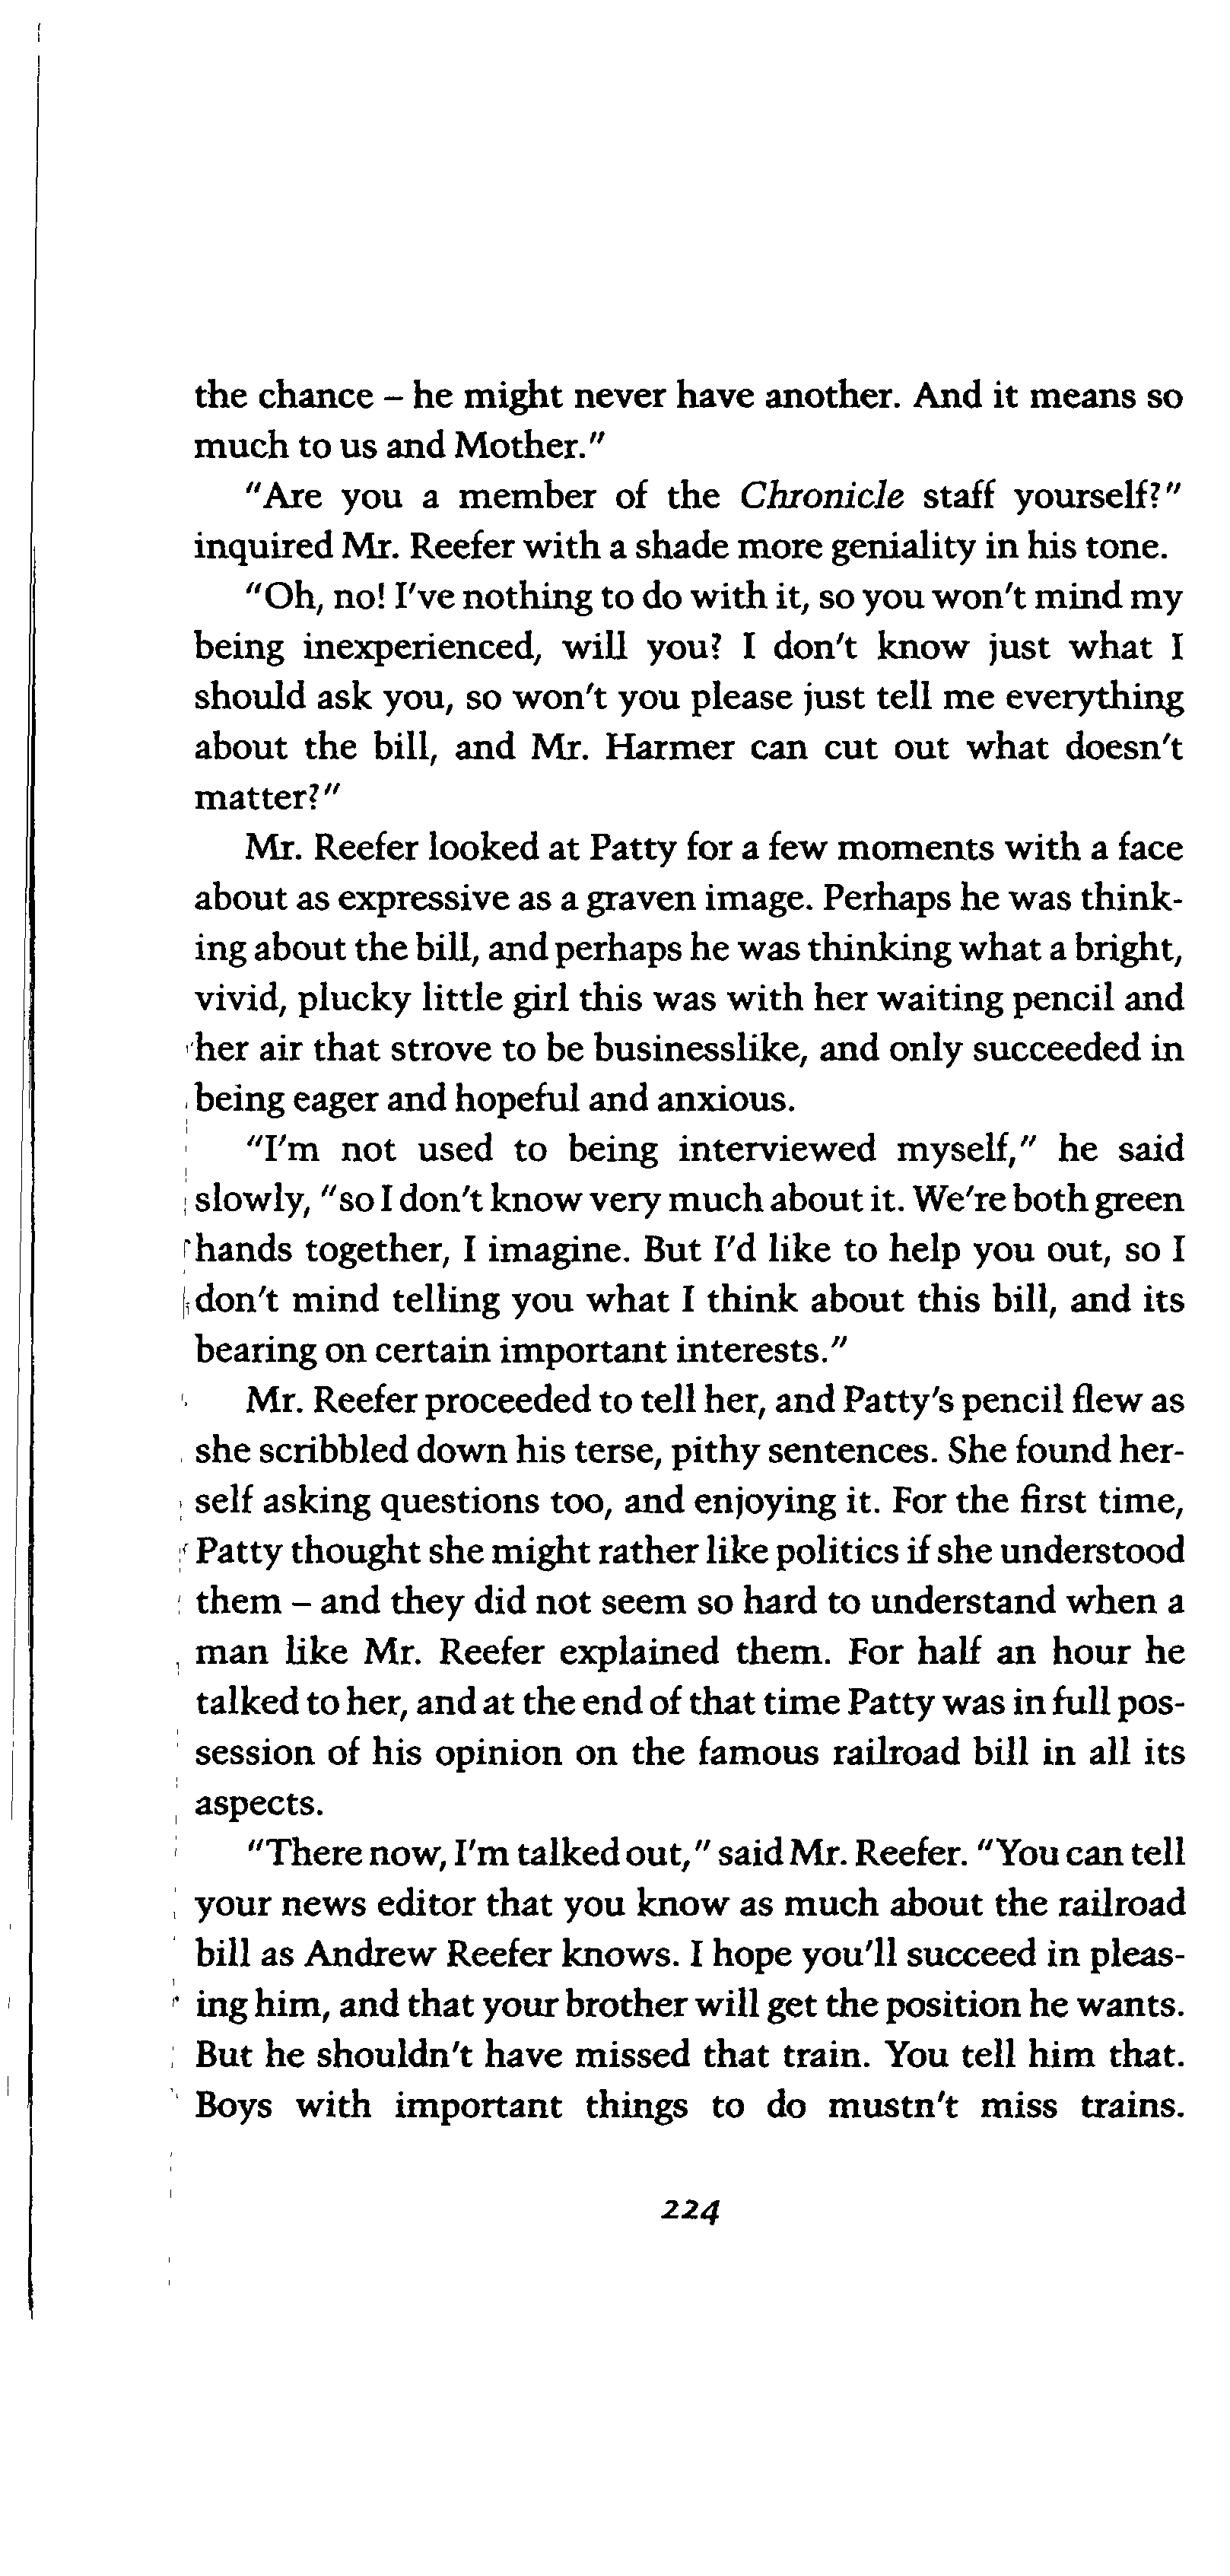 the chance – he might never have another. And it means so
much to us and Mother."
"Are you a member of the Chronicle staff yourself?"
inquired Mr. Reefer with a shade more geniality in his tone.
"Oh, no! I've nothing to do with it, so you won't mind my
being inexperienced, will you? I don't know just what I
should ask you, so won't you please just tell me everything
about the bill, and Mr. Harmer can cut out what doesn't
matter?"
Mr. Reefer looked at Patty for a few moments with a face
about as expressive as a graven image. Perhaps he was think-
ing about the bill, and perhaps he was thinking what a bright,
vivid, plucky little girl this was with her waiting pencil and
her air that strove to be businesslike, and only succeeded in
being eager and hopeful and anxious.
"I'm not used to being interviewed myself," he said
slowly, "so I don't know very much about it. We're both green
hands together, I imagine. But I'd like to help you out, so I
don't mind telling you what I think about this bill, and its
bearing on certain important interests."
Mr. Reefer proceeded to tell her, and Patty's pencil flew as
she scribbled down his terse, pithy sentences. She found her-
self asking questions too, and enjoying it. For the first time,
Patty thought she might rather like politics if she understood
them – and they did not seem so hard to understand when a
man like Mr. Reefer explained them. For half an hour he
talked to her, and at the end of that time Patty was in full pos-
session of his opinion on the famous railroad bill in all its
aspects.
"There now, I'm talked out," said Mr. Reefer. "You can tell
your news editor that you know as much about the railroad
bill as Andrew Reefer knows. I hope you'll succeed in pleas-
ing him, and that your brother will get the position he wants.
But he shouldn't have missed that train. You tell him that.
Boys with important things to do mustn't miss trains.
224